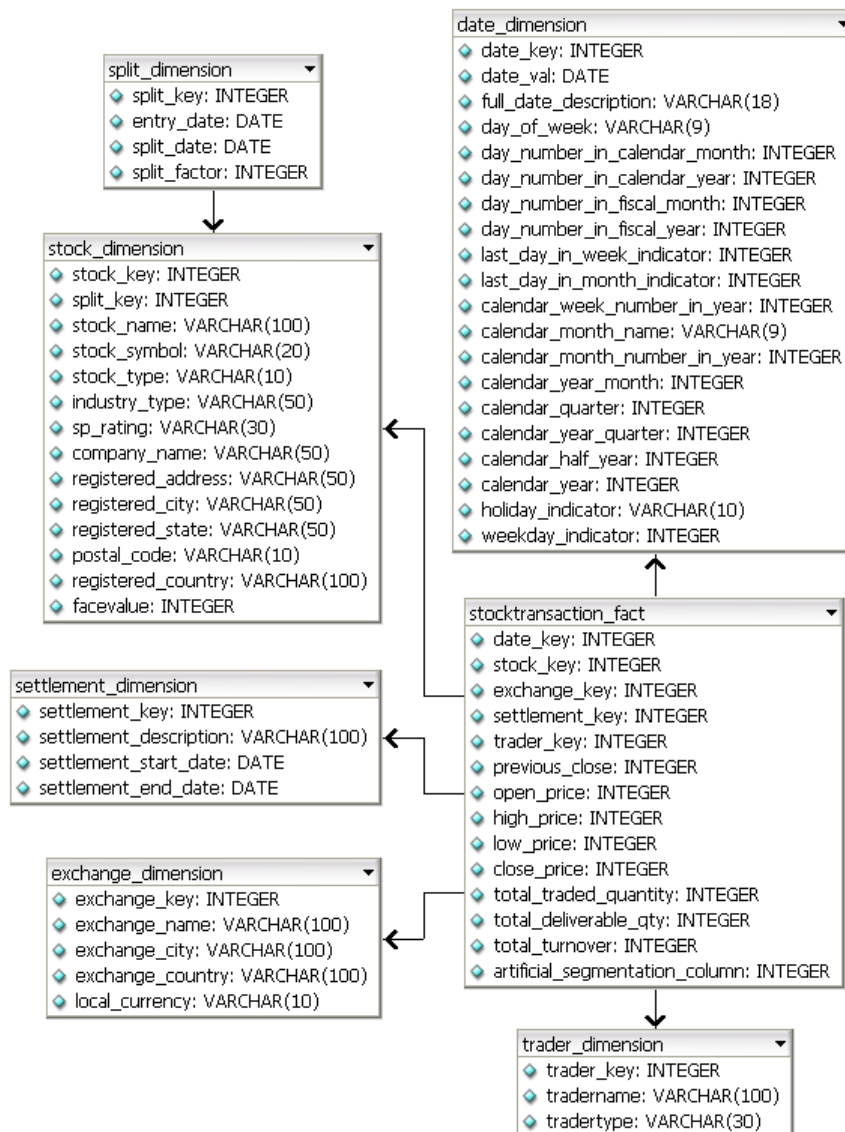 split_dimension
split_key: INTEGER
entry_date: DATE
split_date: DATE
split_factor: INTEGER
stock_dimension
stock_key: INTEGER
split_key: INTEGER
stock_name: VARCHAR(100)
stock_symbol: VARCHAR(20)
stock_type: VARCHAR(10)
industry_type: VARCHAR(50)
sp_rating: VARCHAR(30)
company_name: VARCHAR(50)
registered_address: VARCHAR(50)
registered_city: VARCHAR(50)
registered_state: VARCHAR(50)
postal_code: VARCHAR(10)
registered_country: VARCHAR(100)
facevalue: INTEGER
settlement_dimension
settlement_key: INTEGER
settlement_description: VARCHAR(100)
settlement_start_date: DATE
settlement_end_date: DATE
exchange_dimension
exchange_key: INTEGER
exchange_name: VARCHAR(100)
exchange_city: VARCHAR(100)
exchange_country: VARCHAR(100)
local_currency: VARCHAR(10)
date_dimension
date_key: INTEGER
date_val: DATE
full_date_description: VARCHAR(18)
day_of_week: VARCHAR(9)
day_number_in_calendar_month: INTEGER
day_number_in_calendar_year: INTEGER
day_number_in_fiscal_month: INTEGER
day_number_in_fiscal_year: INTEGER
last_day_in_week_indicator: INTEGER
last_day_in_month_indicator: INTEGER
calendar_week_number_in_year: INTEGER
calendar_month_name: VARCHAR(9)
calendar_month_number_in_year: INTEGER
calendar_year_month: INTEGER
calendar_quarter: INTEGER
calendar_year_quarter: INTEGER
calendar_half_year: INTEGER
calendar_year: INTEGER
holiday_indicator: VARCHAR(10)
weekday_indicator: INTEGER
stocktransaction_fact
date_key: INTEGER
stock_key: INTEGER
exchange_key: INTEGER
settlement_key: INTEGER
trader_key: INTEGER
previous_close: INTEGER
open_price: INTEGER
high_price: INTEGER
low_price: INTEGER
close_price: INTEGER
total_traded_quantity: INTEGER
total_deliverable_qty: INTEGER
total_turnover: INTEGER
artificial_segmentation_column: INTEGER
trader_dimension
trader_key: INTEGER
tradername: VARCHAR(100)
tradertype: VARCHAR(30)